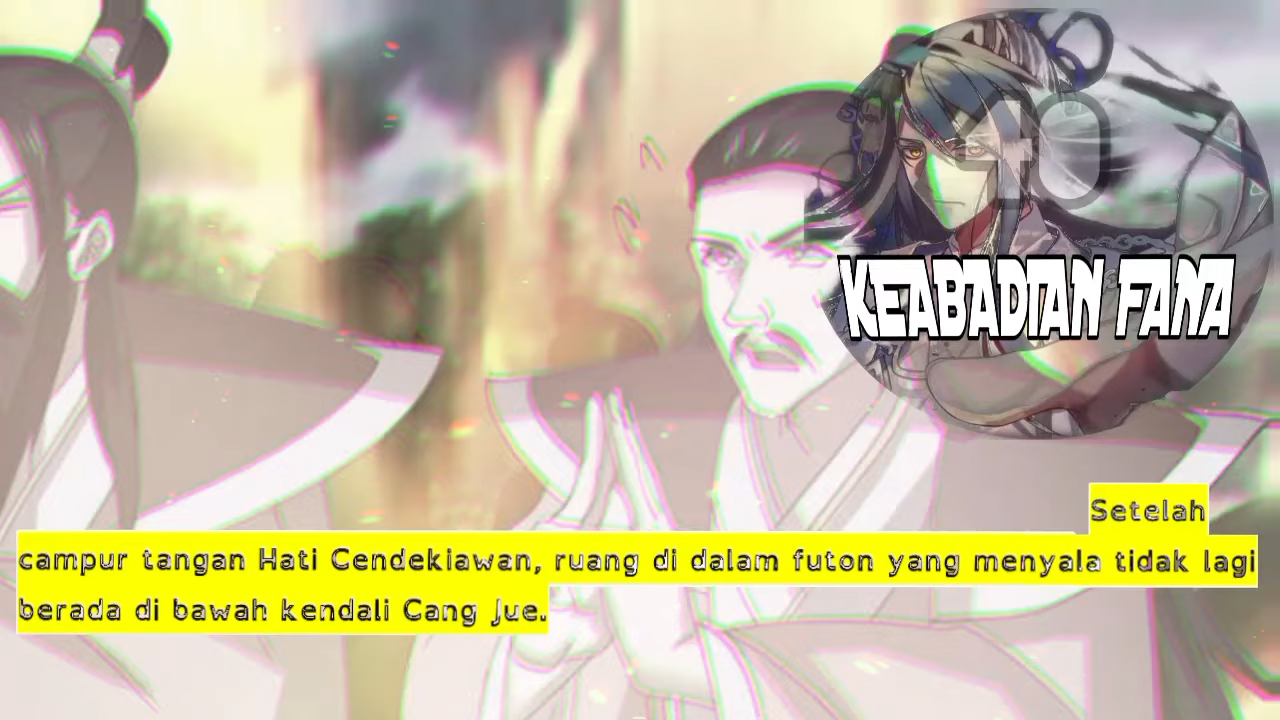 KEABADIAN FANA
Setelah
campur tangan Hati Cendekiawan, ruang di dalam futon yang menyala tidak lagi
berada di bawah kendali Cang Jue.